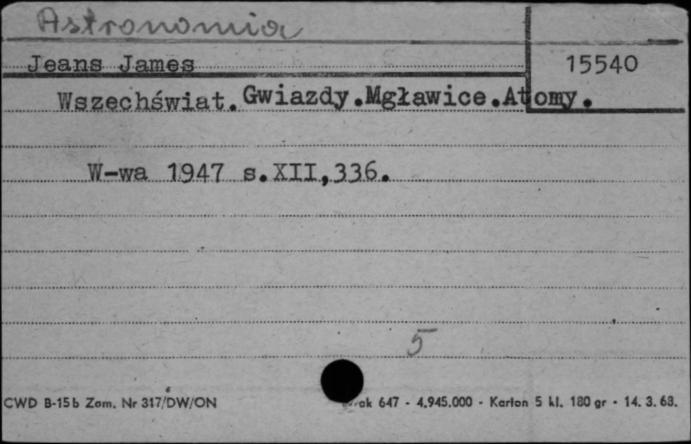 Astronomia
Jeans James
15540
Wszechświat. Gwiazdy. Mgławice. Atomy.
W-wa 1947 s. XII, 336.
5
CWD B-15b Zam. Nr 317/DW/ON
647 - 4.945.000 - Karton 5 kl. 180 gr - 14. 3. 63.